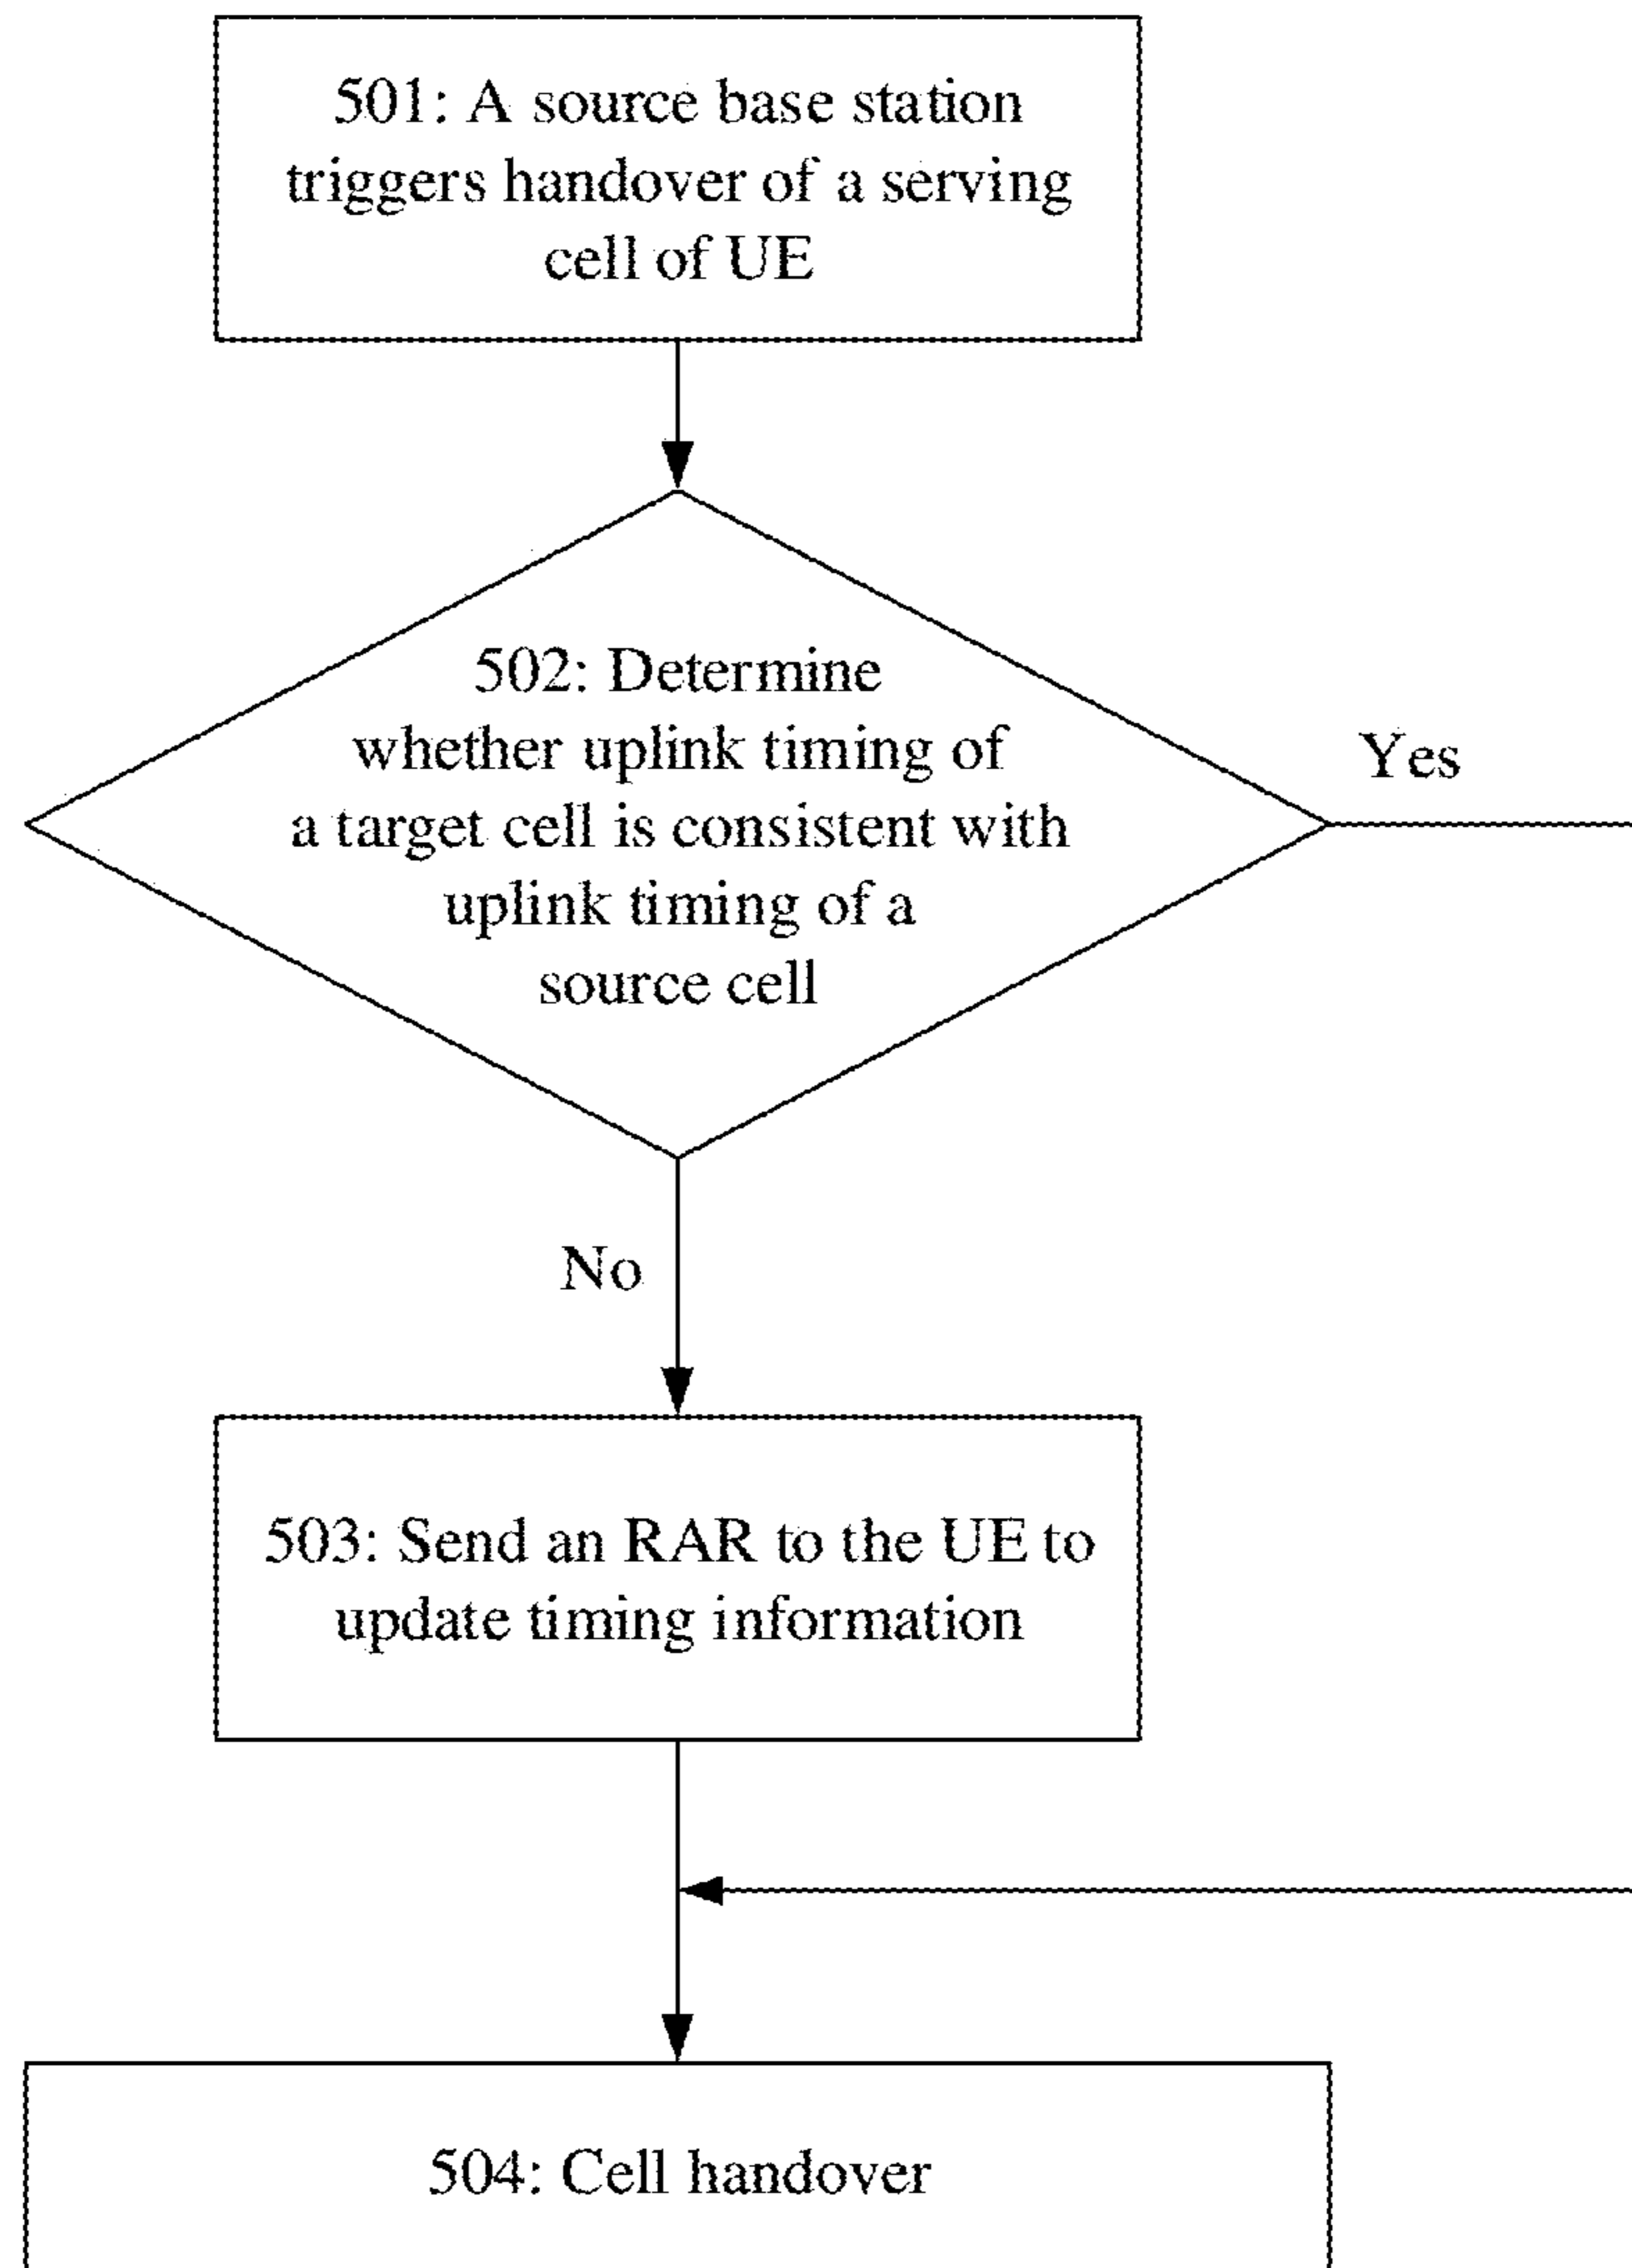 501: A source base station
triggers handover of a serving
cell of UE
502: Determine
whether uplink timing of
a target cell is consistent with
uplink timing of a
source cell
Yes
No
503: Send an RAR to the UE to
update timing information
504: Cell handover